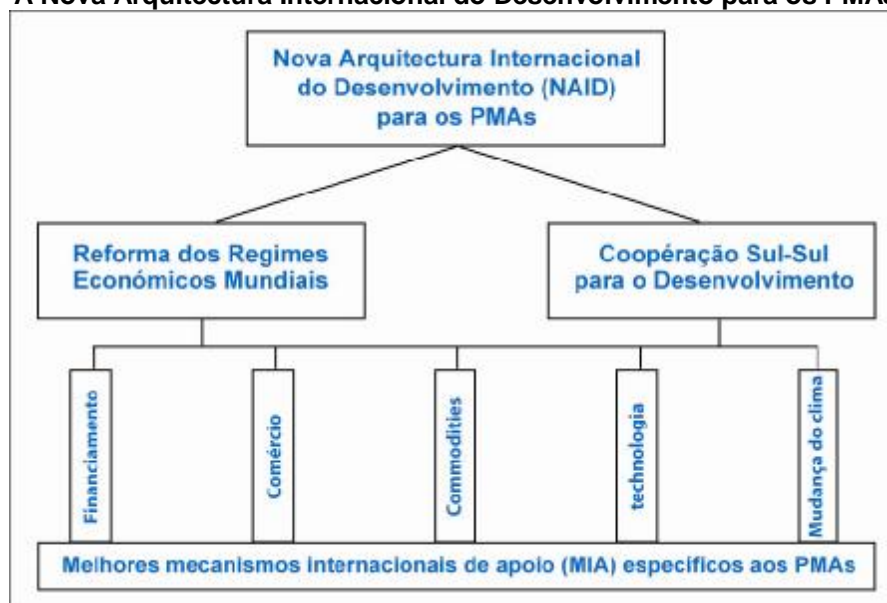 A Nova Arquitectura Internacional do Desenvolvimento para os PMAs
Nova Arquitectura Internacional
do Desenvolvimento (NAID)
para os PMAs
Reforma dos Regimes
Económicos Mundiais
Coopéração Sul-Sul
para o Desenvolvimento
Financiamento
Comércio
Commodities
technologia
Mudança do clima
Melhores mecanismos internacionais de apoio (MIA) específicos aos PMAs